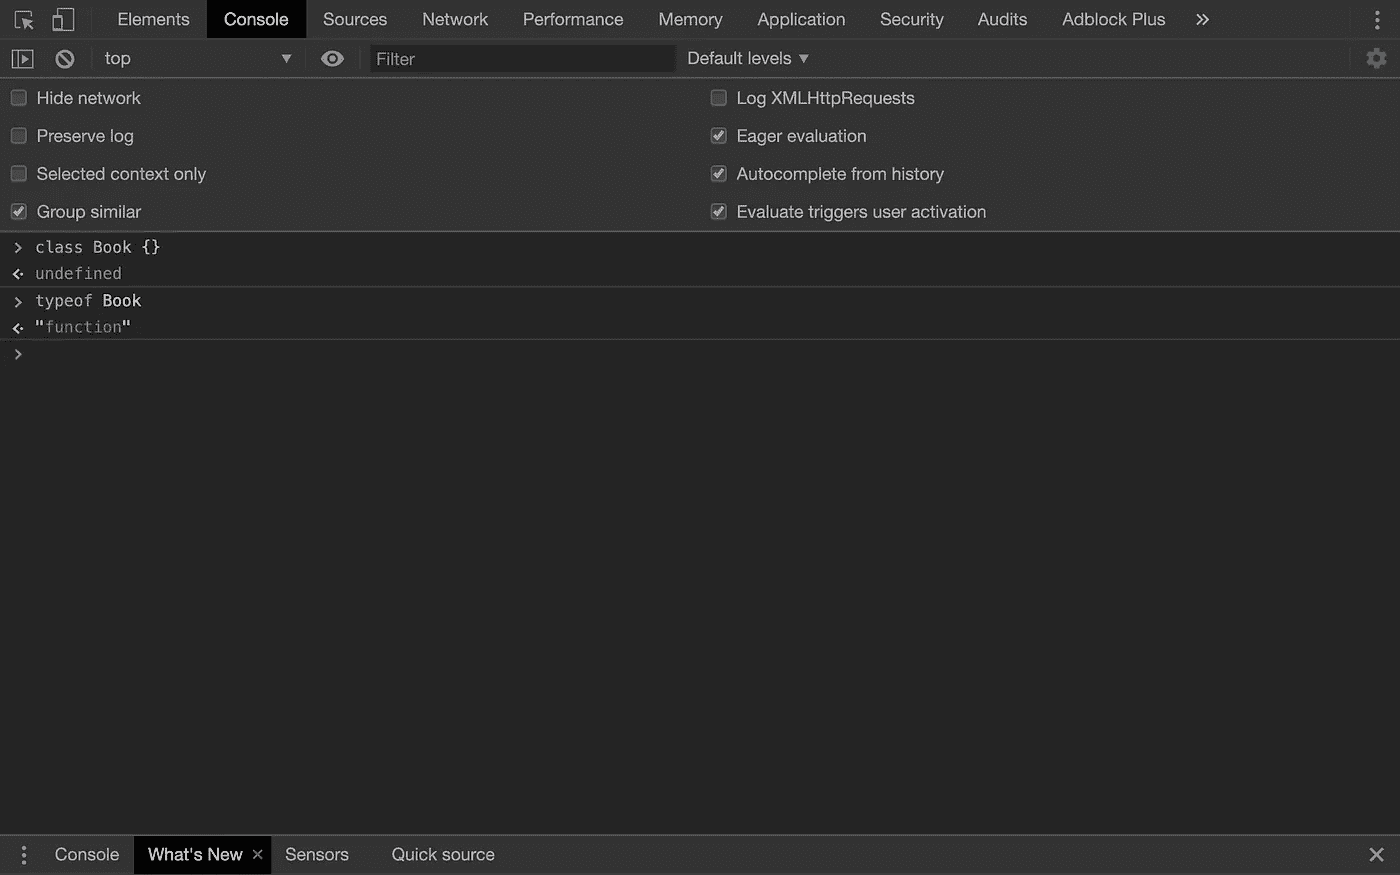 Elements Console Sources Network Performance Memory Application Security Audits Adblock Plus »
top ▼ Filter Default levels ▼
Hide network Log XMLHttpRequests
Preserve log Eager evaluation
Selected context only Autocomplete from history
Group similar Evaluate triggers user activation
> class Book {}
undefined
> typeof Book
"function"
>
Console What's New × Sensors Quick source ×